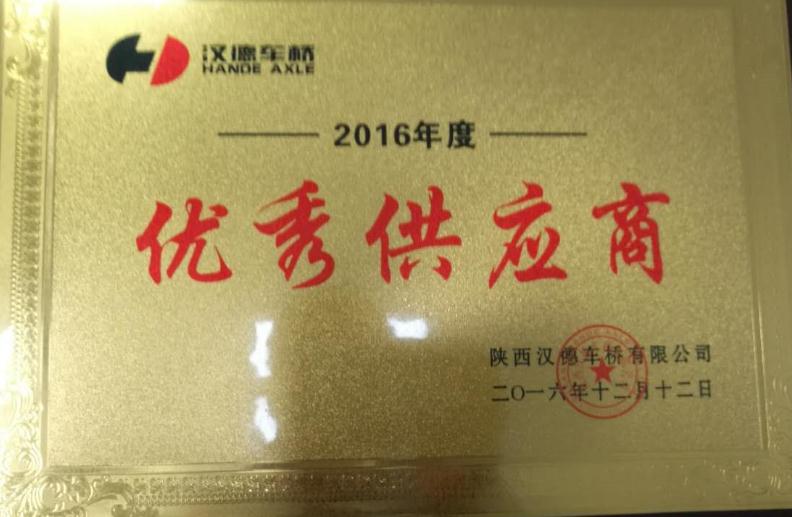 汉德车桥
HANDE AXLE
2016年度
优秀供应商
陕西汉德车桥有限公司
二〇一六年十二月十二日